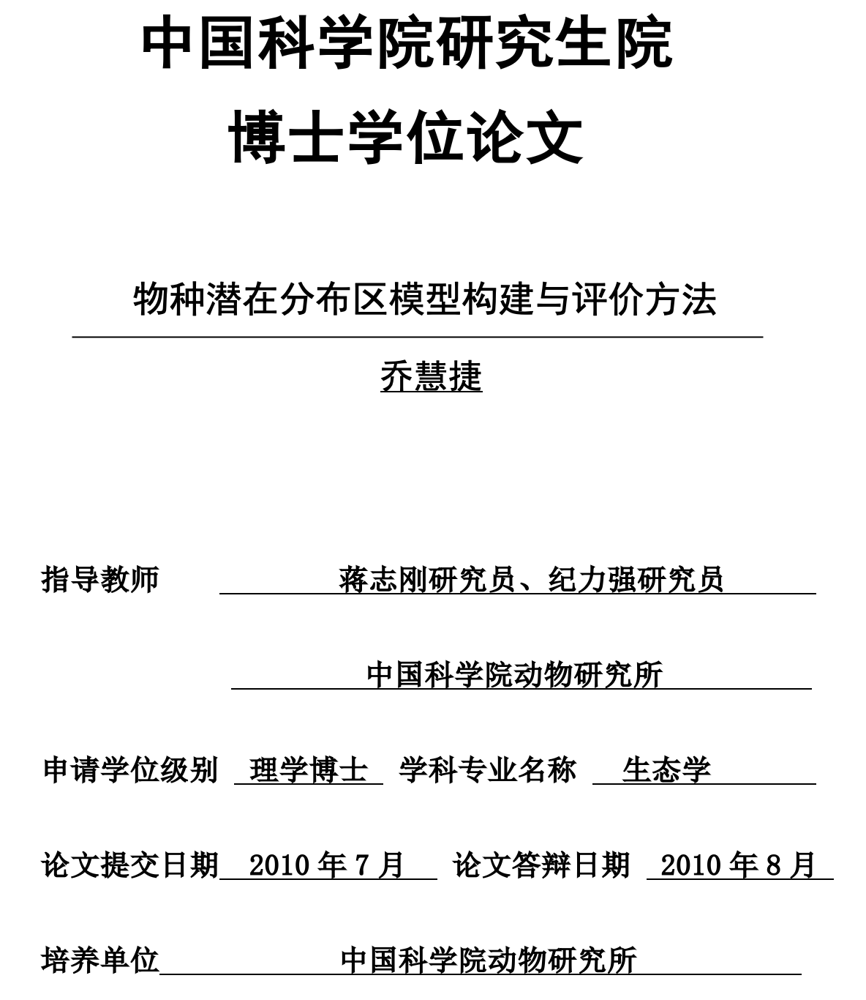 中国科学院研究生院
博士学位论文
物种潜在分布区模型构建与评价方法
乔慧捷
指导教师 蒋志刚研究员、纪力强研究员
中国科学院动物研究所
申请学位级别 理学博士 学科专业名称 生态学
论文提交日期 2010 年 7 月 论文答辩日期 2010 年 8 月
培养单位 中国科学院动物研究所